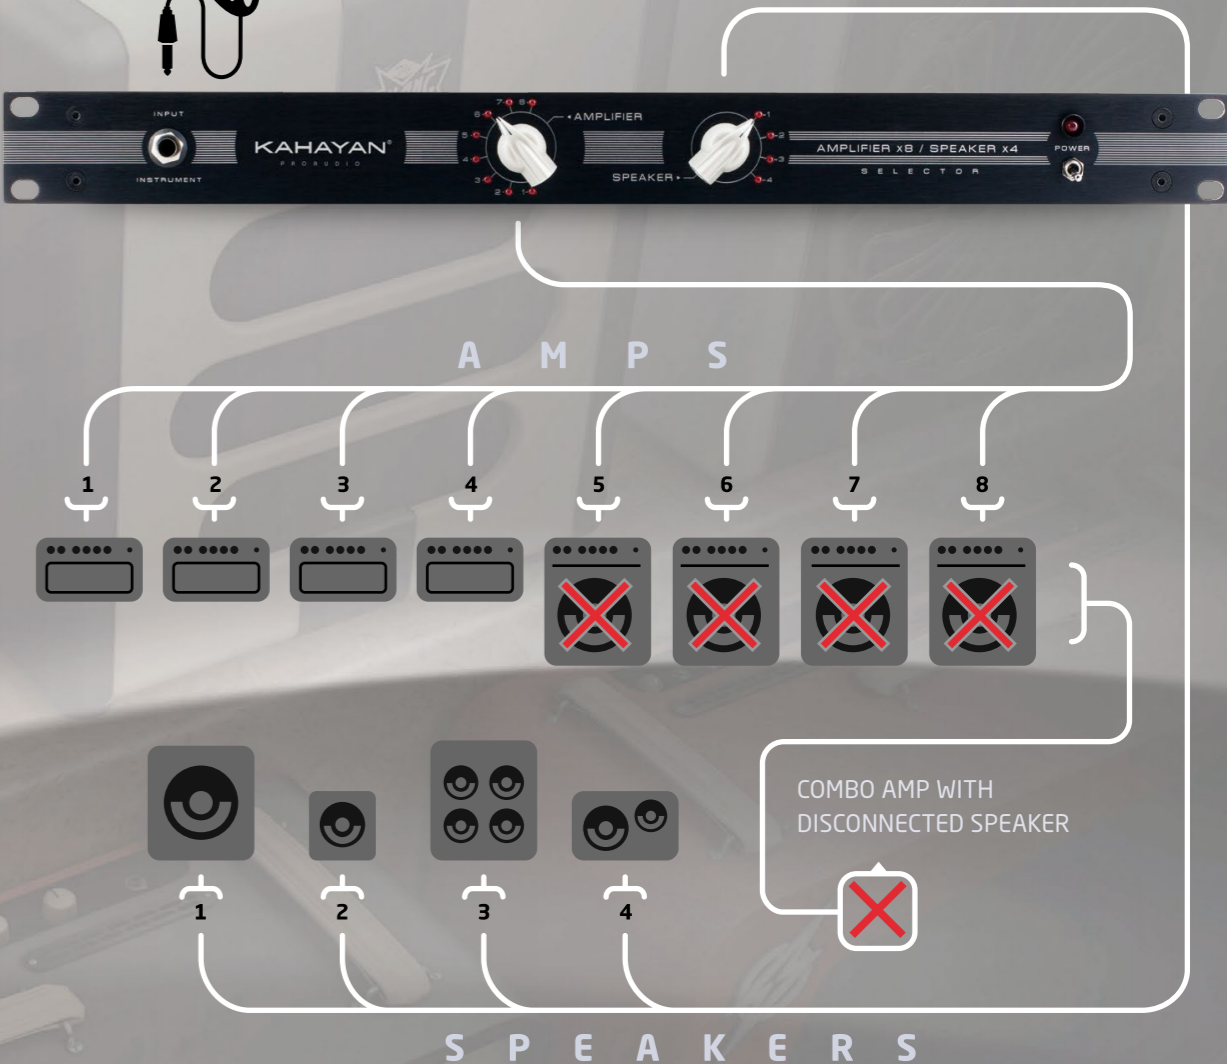 INPUT
INSTRUMENT
KAHAYAN®
PROAUDIO
7 8
6
5
4
3
2 1
◂AMPLIFIER
SPEAKER▸
1
2
3
4
AMPLIFIER X8 / SPEAKER X4
SELECTOR
POWER
AMPS
1 2 3 4 5 6 7 8
COMBO AMP WITH
DISCONNECTED SPEAKER
1 2 3 4
SPEAKERS